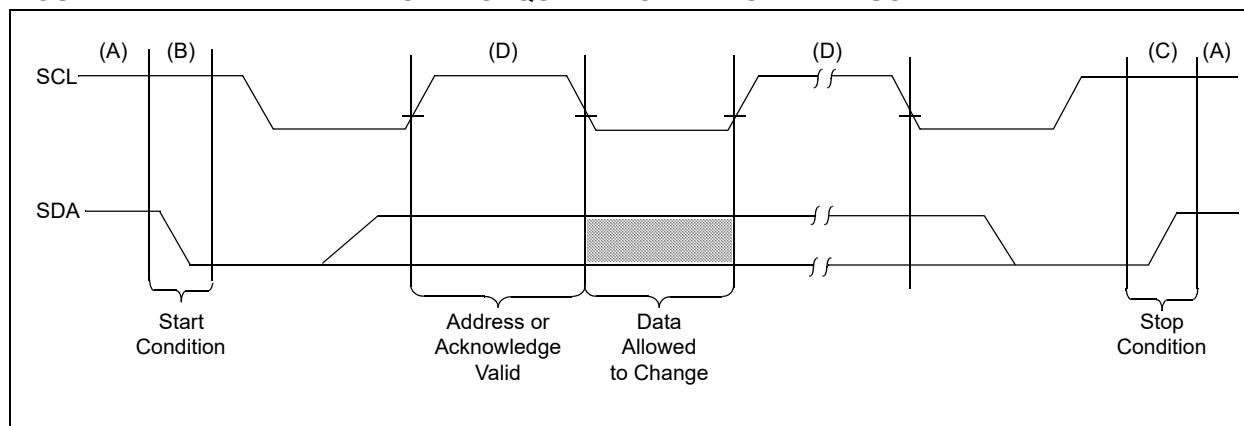 (A) (B) (D) (D) (C) (A)
SCL
SDA
Start
Condition
Address or
Acknowledge
Valid
Data
Allowed
to Change
Stop
Condition